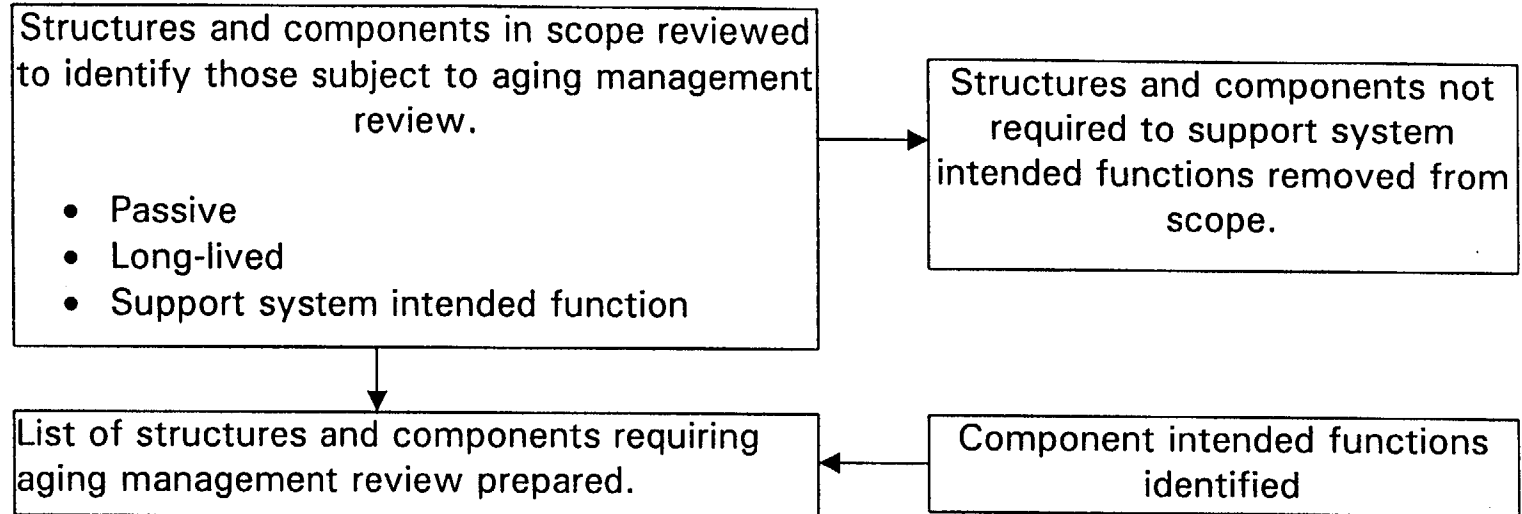 Structures and components in scope reviewed
to identify those subject to aging management
review.
• Passive
• Long-lived
• Support system intended function
Structures and components not
required to support system
intended functions removed from
scope.
List of structures and components requiring
aging management review prepared.
Component intended functions
identified